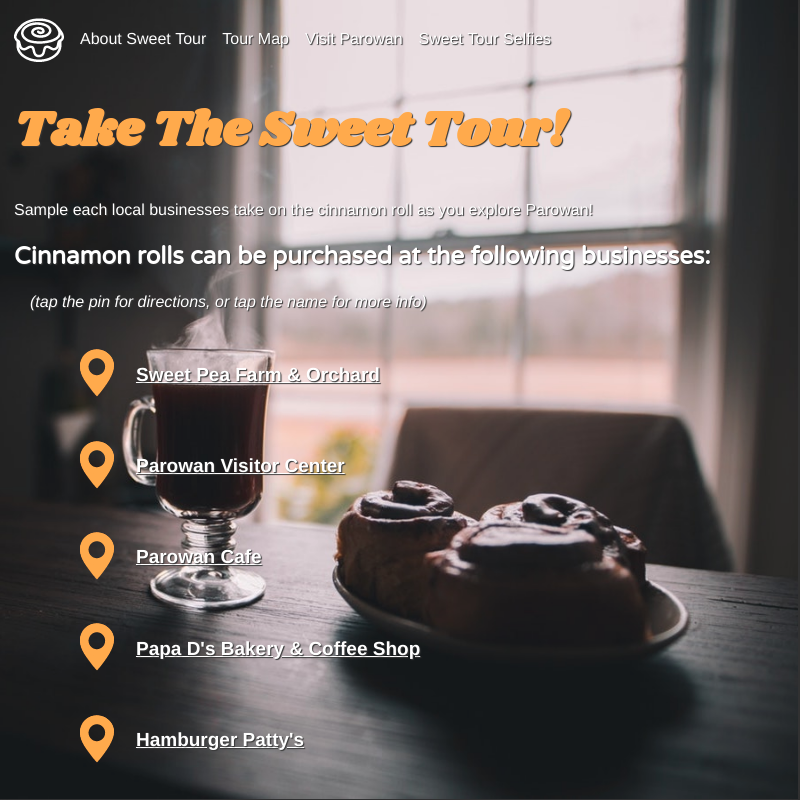 About Sweet Tour Tour Map Visit Parowan Sweet Tour Selfies
Take The Sweet Tour!
Sample each local businesses take on the cinnamon roll as you explore Parowan!
Cinnamon rolls can be purchased at the following businesses:
(tap the pin for directions, or tap the name for more info)
Sweet Pea Farm & Orchard
Parowan Visitor Center
Parowan Cafe
Papa D's Bakery & Coffee Shop
Hamburger Patty's